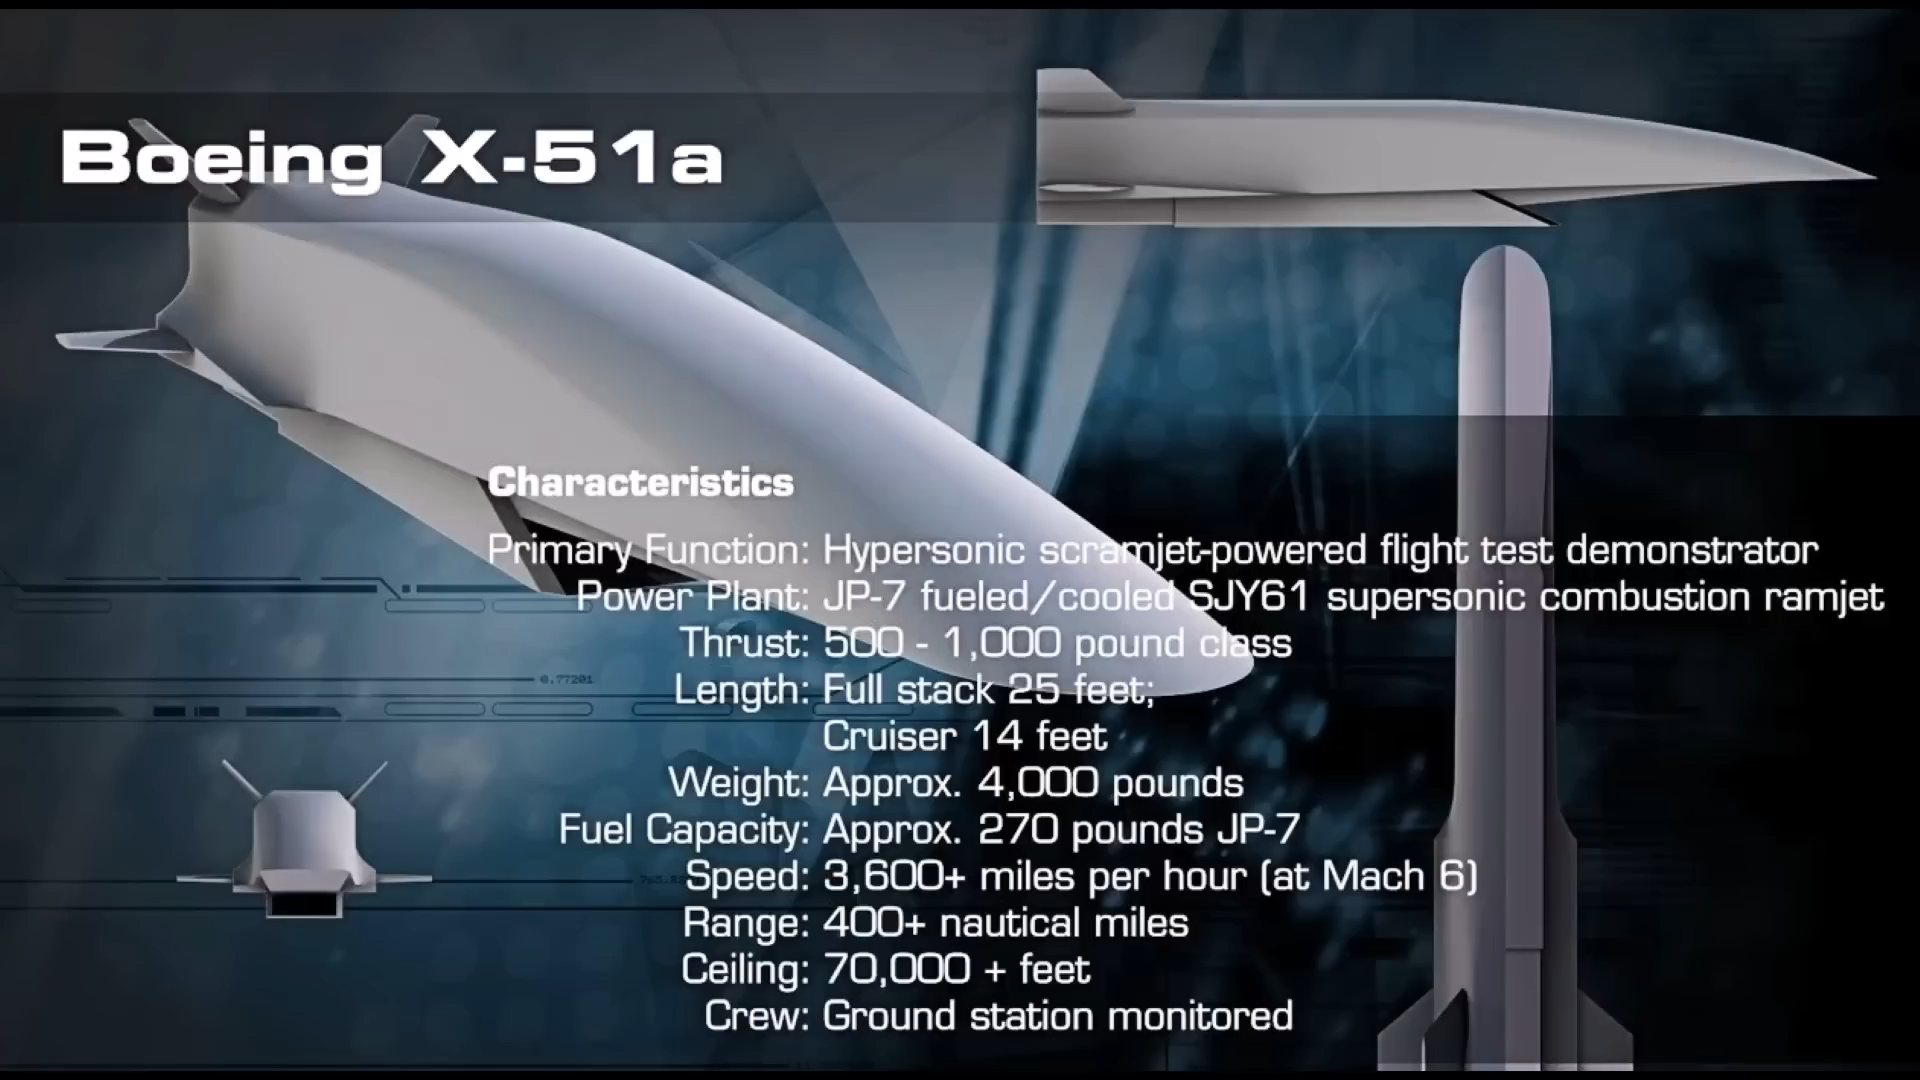 Boeing X-51a
Characteristics
Primary Function: Hypersonic scramjet-powered flight test demonstrator
Power Plant: JP-7 fueled/cooled SJY61 supersonic combustion ramjet
Thrust: 500 - 1,000 pound class
Length: Full stack 25 feet;
Cruiser 14 feet
Weight: Approx. 4,000 pounds
Fuel Capacity: Approx. 270 pounds JP-7
Speed: 3,600+ miles per hour (at Mach 6)
Range: 400+ nautical miles
Ceiling: 70,000 + feet
Crew: Ground station monitored
0.77201